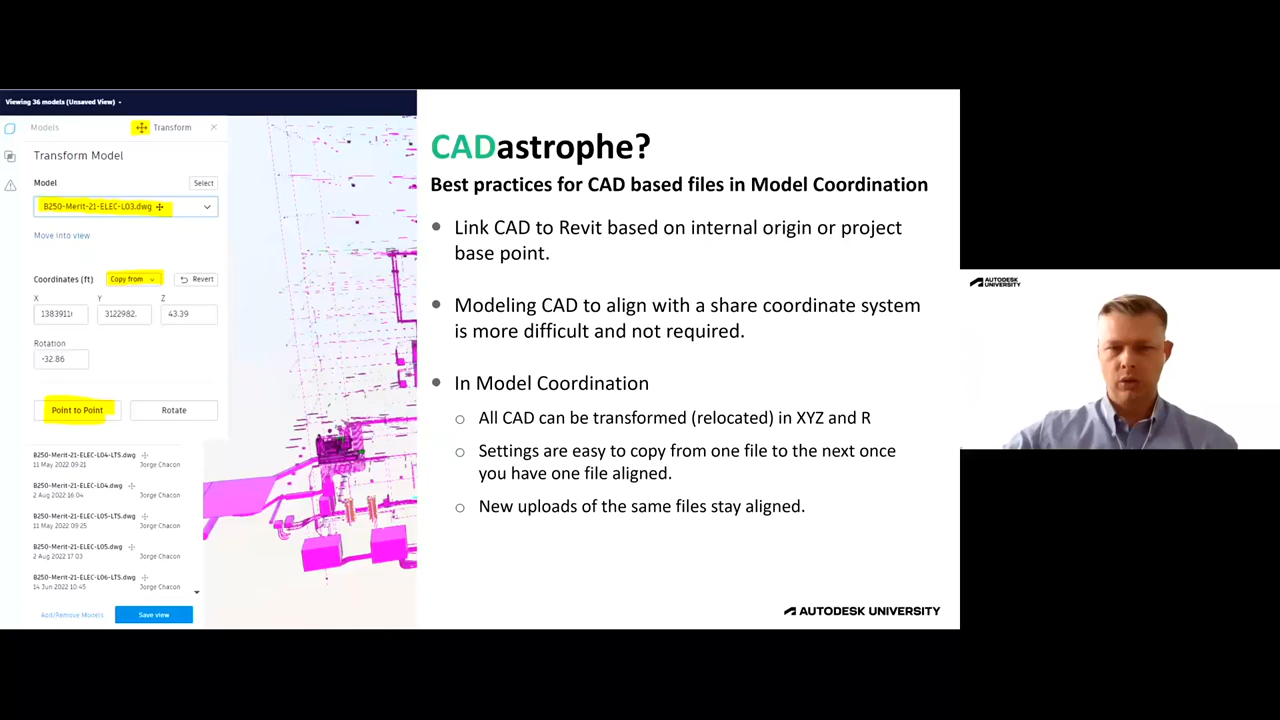 Viewing 36 models (Unsaved View)
Models
Transform
Transform Model
Model
Select
B250-Merit-21-ELEC-L03.dwg
Move into view
Coordinates (ft)
Copy from
Revert
X
Y
Z
3122982.
43.39
Rotation
-32.86
Point to Point
Rotate
B250-Merit-21-ELEC-L04-LTS.dwg
11 May 2022 09:21
Jorge Chacon
B250-Merit-21-ELEC-L04.dwg
2 Aug 2022 16:04
Jorge Chacon
B250-Merit-21-ELEC-L05-LTS.dwg
11 May 2022 09:25
Jorge Chacon
B250-Merit-21-ELEC-L05.dwg
2 Aug 2022 17:03
Jorge Chacon
B250-Merit-21-ELEC-L06-LTS.dwg
14 Jun 2022 10:45
Jorge Chacon
Add/Remove Models
Save view
CADastrophe?
Best practices for CAD based files in Model Coordination
Link CAD to Revit based on internal origin or project
base point.
Modeling CAD to align with a share coordinate system
is more difficult and not required.
In Model Coordination
All CAD can be transformed (relocated) in XYZ and R
Settings are easy to copy from one file to the next once
you have one file aligned.
New uploads of the same files stay aligned.
AUTODESK UNIVERSITY
AUTODESK
UNIVERSITY